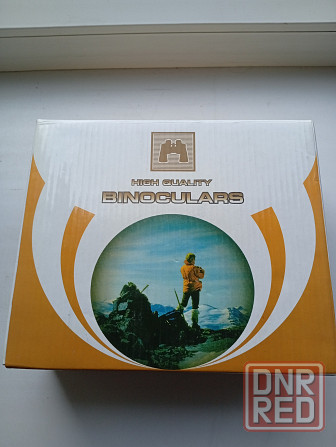 HIGH QUALITY
BINOCULARS
DNR
RED